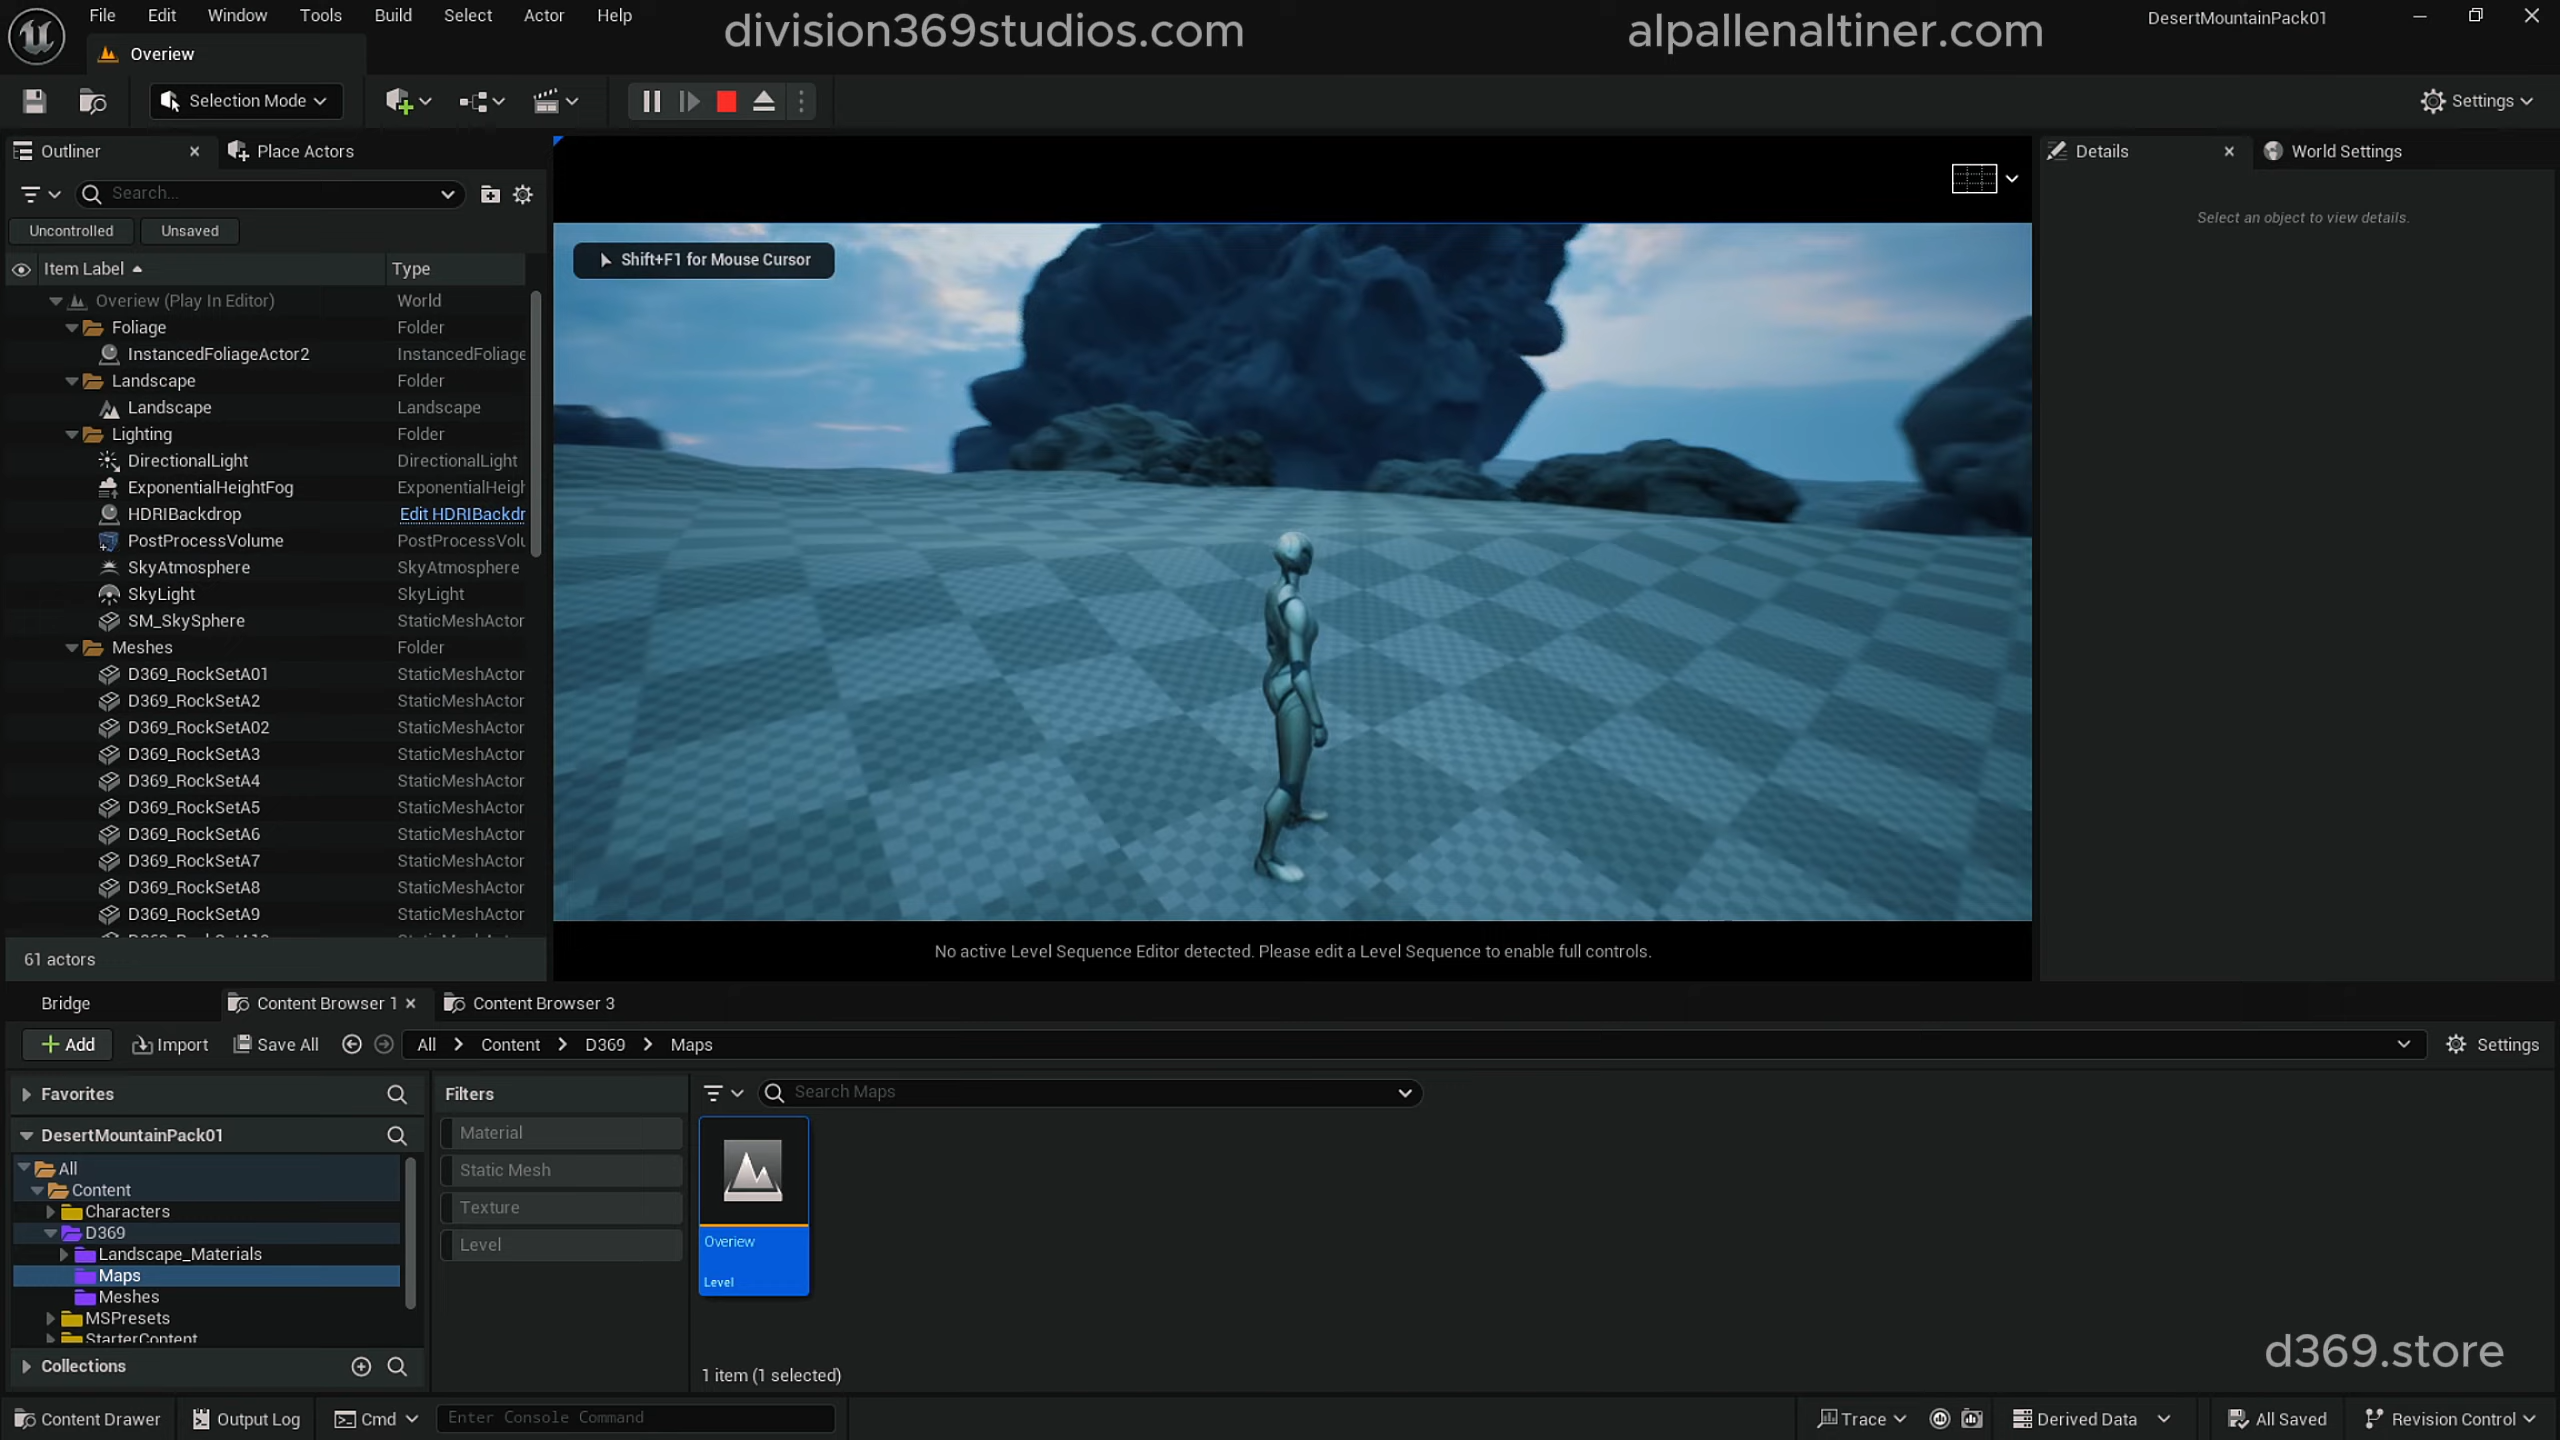 File Edit Window Tools Build Select Actor Help
division369studios.com
alpallenaltiner.com
DesertMountainPack01
Overiew
Selection Mode
Settings
Outliner
Place Actors
Details
World Settings
Search...
Select an object to view details.
Uncontrolled Unsaved
Shift+F1 for Mouse Cursor
Item Label Type
Overiew (Play In Editor) World
Foliage Folder
InstancedFoliageActor2 InstancedFoliage
Landscape Folder
Landscape Landscape
Lighting Folder
DirectionalLight DirectionalLight
ExponentialHeightFog ExponentialHeigh
HDRIBackdrop Edit HDRIBackdr
PostProcessVolume PostProcessVolu
SkyAtmosphere SkyAtmosphere
SkyLight SkyLight
SM_SkySphere StaticMeshActor
Meshes Folder
D369_RockSetA01 StaticMeshActor
D369_RockSetA2 StaticMeshActor
D369_RockSetA02 StaticMeshActor
D369_RockSetA3 StaticMeshActor
D369_RockSetA4 StaticMeshActor
D369_RockSetA5 StaticMeshActor
D369_RockSetA6 StaticMeshActor
D369_RockSetA7 StaticMeshActor
D369_RockSetA8 StaticMeshActor
D369_RockSetA9 StaticMeshActor
61 actors
No active Level Sequence Editor detected. Please edit a Level Sequence to enable full controls.
Bridge
Content Browser 1
Content Browser 3
Add Import Save All All Content D369 Maps Settings
Favorites
DesertMountainPack01
All
Content
Characters
D369
Landscape_Materials
Maps
Meshes
MSPresets
StarterContent
Collections
Filters
Material
Static Mesh
Texture
Level
Search Maps
Overiew
Level
1 item (1 selected)
d369.store
Content Drawer Output Log Cmd Enter Console Command Trace Derived Data All Saved Revision Control